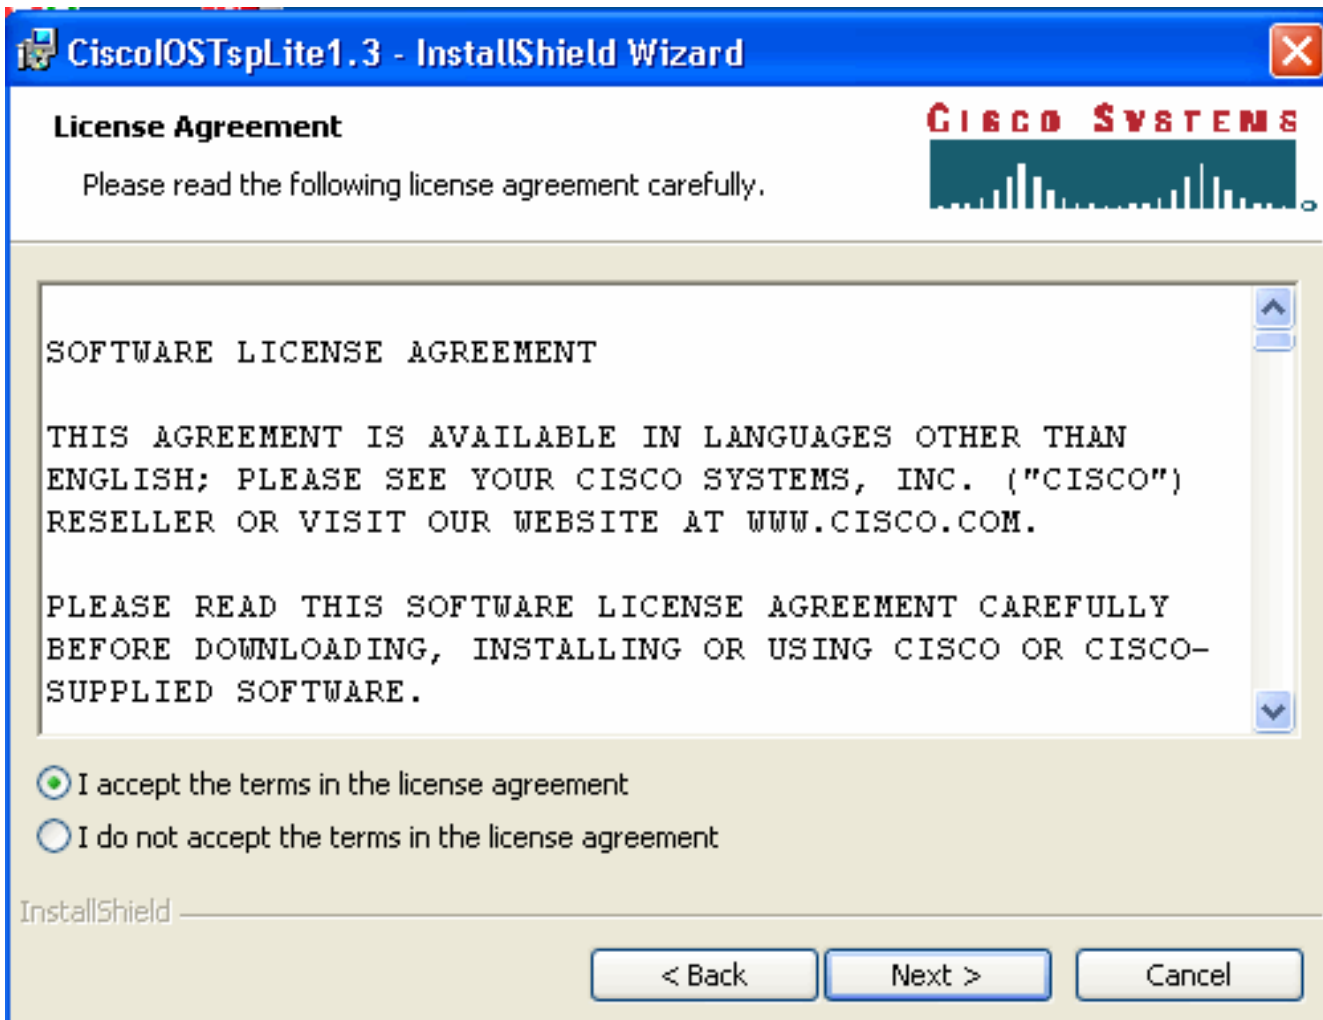 CiscoIOSTspLite1.3 - InstallShield Wizard
License Agreement
CISCO SYSTEMS
Please read the following license agreement carefully.
SOFTWARE LICENSE AGREEMENT
THIS AGREEMENT IS AVAILABLE IN LANGUAGES OTHER THAN
ENGLISH; PLEASE SEE YOUR CISCO SYSTEMS, INC. ("CISCO")
RESELLER OR VISIT OUR WEBSITE AT WWW.CISCO.COM.
PLEASE READ THIS SOFTWARE LICENSE AGREEMENT CAREFULLY
BEFORE DOWNLOADING, INSTALLING OR USING CISCO OR CISCO-
SUPPLIED SOFTWARE.
I accept the terms in the license agreement
I do not accept the terms in the license agreement
InstallShield
< Back
Next >
Cancel